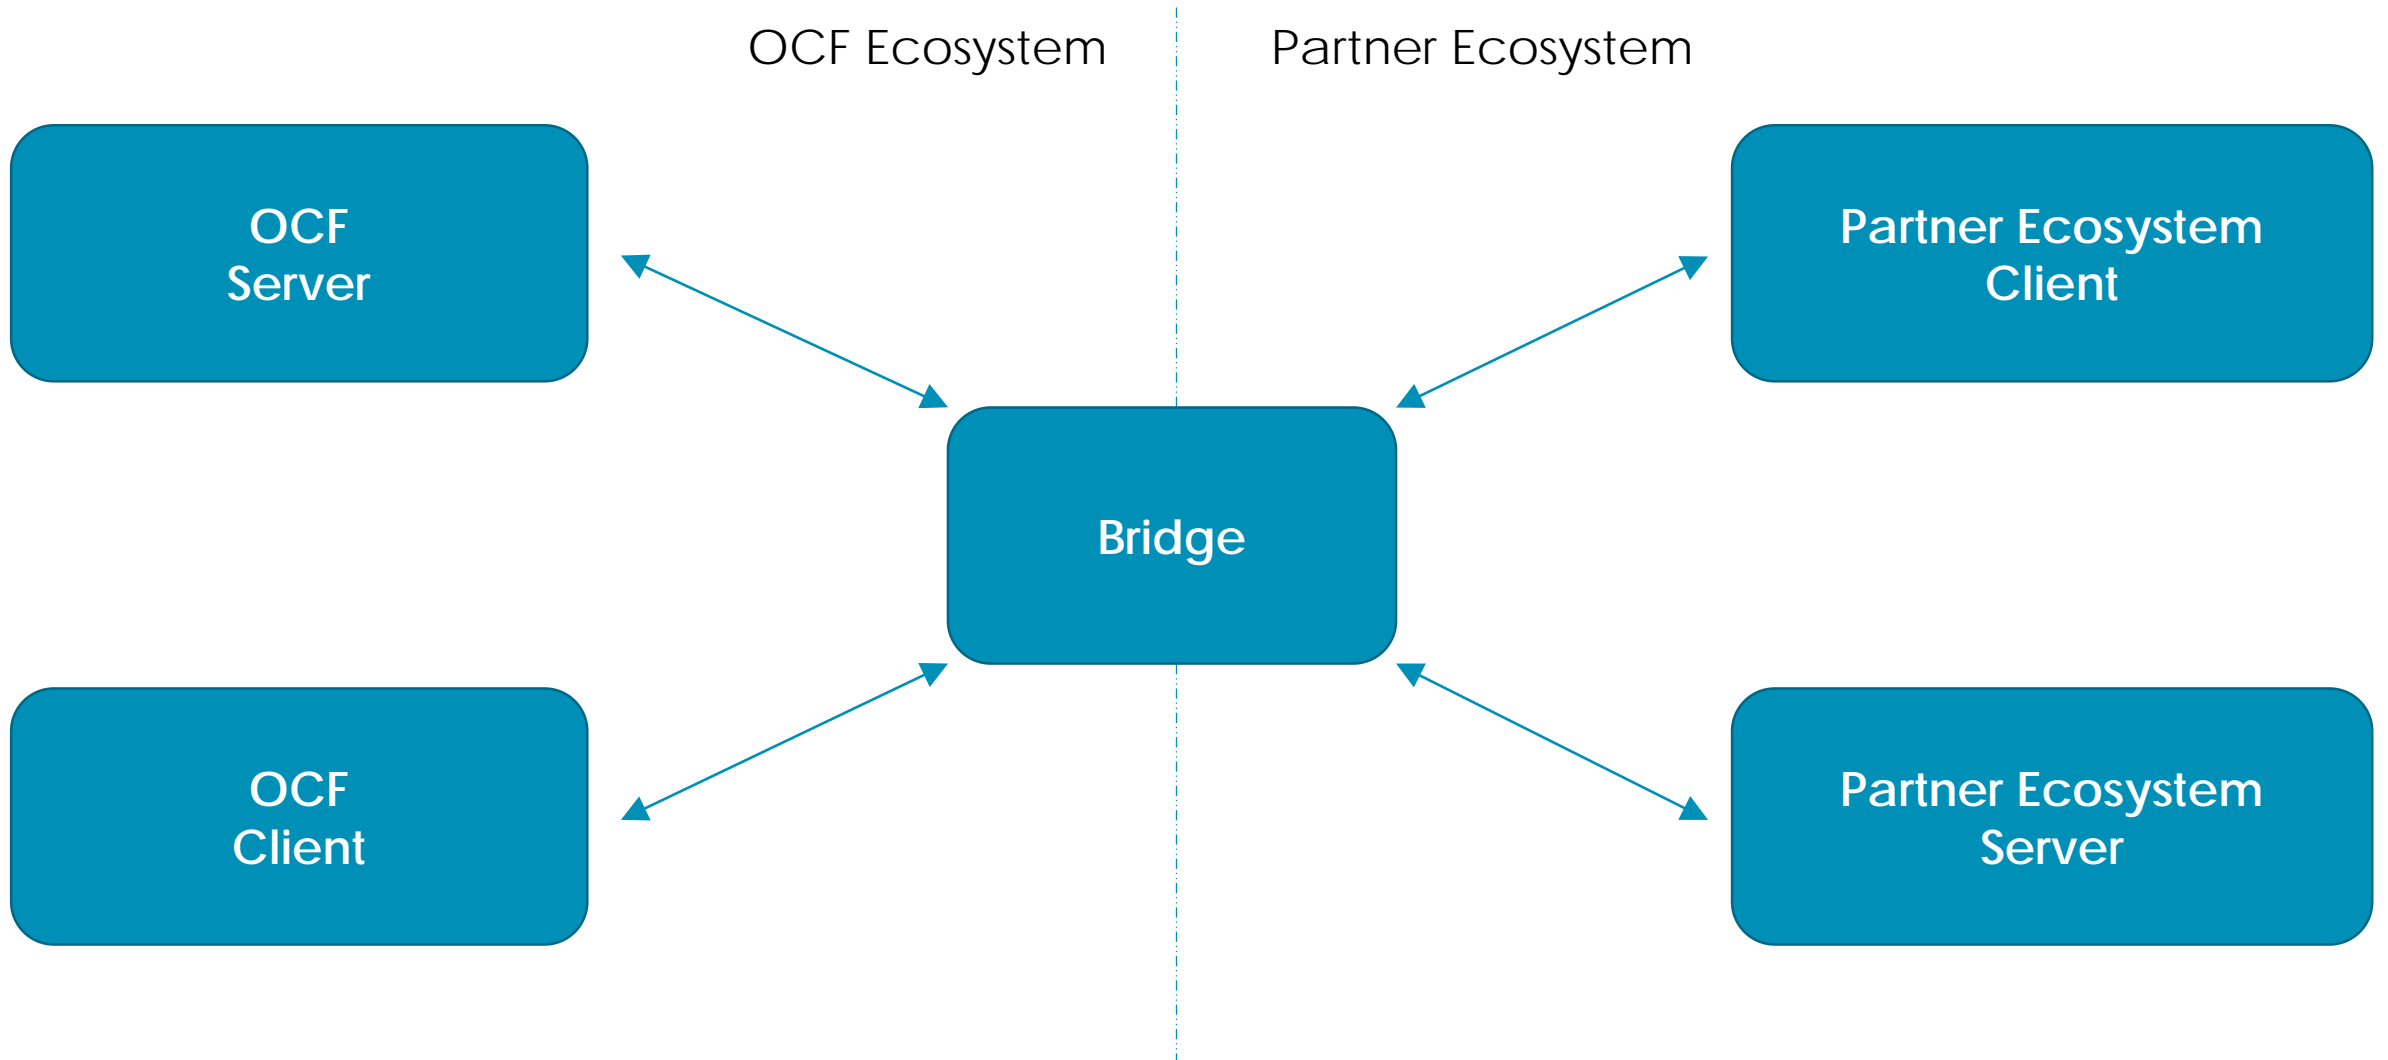 OCF Ecosystem
Partner Ecosystem
OCF
Server
Partner Ecosystem
Client
Bridge
OCF
Client
Partner Ecosystem
Server